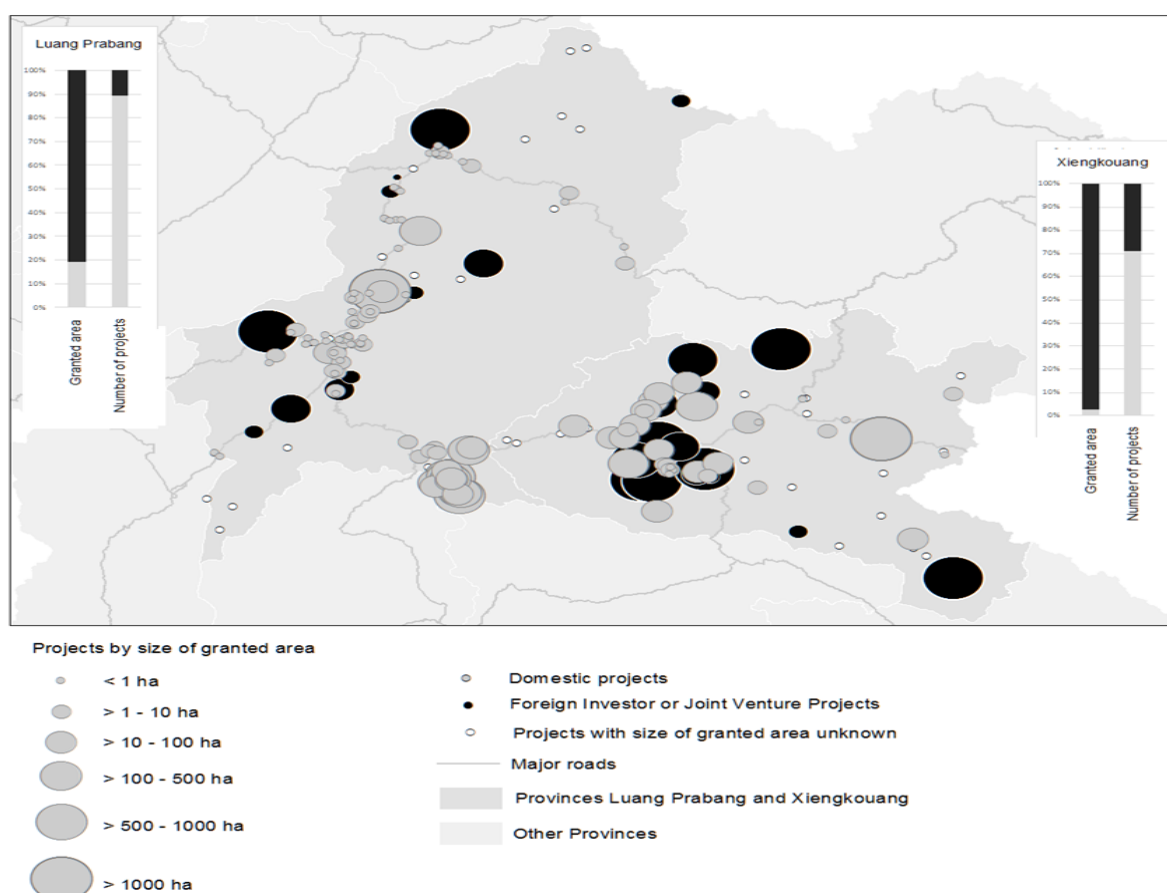 Luang Prabang
100%
90%
80%
70%
60%
50%
40%
30%
20%
10%
0%
Granted area
Number of projects
Xiengkouang
100%
90%
80%
70%
60%
50%
40%
30%
20%
10%
0%
Granted area
Number of projects
Projects by size of granted area
< 1 ha
> 1 - 10 ha
> 10 - 100 ha
> 100 - 500 ha
> 500 - 1000 ha
> 1000 ha
Domestic projects
Foreign Investor or Joint Venture Projects
Projects with size of granted area unknown
Major roads
Provinces Luang Prabang and Xiengkouang
Other Provinces